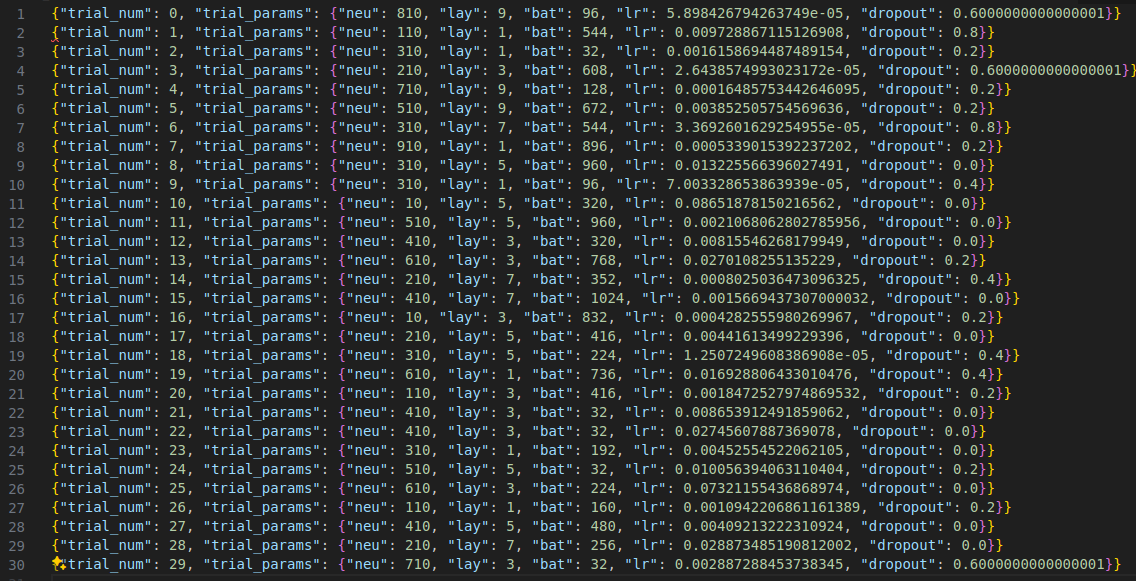 1 {"trial_num": 0, "trial_params": {"neu": 810, "lay": 9, "bat": 96, "lr": 5.898426794263749e-05, "dropout": 0.6000000000000001}}
2 {"trial_num": 1, "trial_params": {"neu": 110, "lay": 1, "bat": 544, "lr": 0.009728867115126908, "dropout": 0.8}}
3 {"trial_num": 2, "trial_params": {"neu": 310, "lay": 1, "bat": 32, "lr": 0.0016158694487489154, "dropout": 0.2}}
4 {"trial_num": 3, "trial_params": {"neu": 210, "lay": 3, "bat": 608, "lr": 2.6438574993023172e-05, "dropout": 0.6000000000000001}}
5 {"trial_num": 4, "trial_params": {"neu": 710, "lay": 9, "bat": 128, "lr": 0.00016485753442646095, "dropout": 0.2}}
6 {"trial_num": 5, "trial_params": {"neu": 510, "lay": 9, "bat": 672, "lr": 0.003852505754569636, "dropout": 0.2}}
7 {"trial_num": 6, "trial_params": {"neu": 310, "lay": 7, "bat": 544, "lr": 3.3692601629254955e-05, "dropout": 0.8}}
8 {"trial_num": 7, "trial_params": {"neu": 910, "lay": 1, "bat": 896, "lr": 0.0005339015392237202, "dropout": 0.2}}
9 {"trial_num": 8, "trial_params": {"neu": 310, "lay": 5, "bat": 960, "lr": 0.013225566396027491, "dropout": 0.0}}
10 {"trial_num": 9, "trial_params": {"neu": 310, "lay": 1, "bat": 96, "lr": 7.003328653863939e-05, "dropout": 0.4}}
11 {"trial_num": 10, "trial_params": {"neu": 10, "lay": 5, "bat": 320, "lr": 0.08651878150216562, "dropout": 0.0}}
12 {"trial_num": 11, "trial_params": {"neu": 510, "lay": 5, "bat": 960, "lr": 0.0021068062802785956, "dropout": 0.0}}
13 {"trial_num": 12, "trial_params": {"neu": 410, "lay": 3, "bat": 320, "lr": 0.00815546268179949, "dropout": 0.0}}
14 {"trial_num": 13, "trial_params": {"neu": 610, "lay": 3, "bat": 768, "lr": 0.0270108255135229, "dropout": 0.2}}
15 {"trial_num": 14, "trial_params": {"neu": 210, "lay": 7, "bat": 352, "lr": 0.0008025036473096325, "dropout": 0.4}}
16 {"trial_num": 15, "trial_params": {"neu": 410, "lay": 7, "bat": 1024, "lr": 0.0015669437307000032, "dropout": 0.0}}
17 {"trial_num": 16, "trial_params": {"neu": 10, "lay": 3, "bat": 832, "lr": 0.0004282555980269967, "dropout": 0.2}}
18 {"trial_num": 17, "trial_params": {"neu": 210, "lay": 5, "bat": 416, "lr": 0.00441613499229396, "dropout": 0.0}}
19 {"trial_num": 18, "trial_params": {"neu": 310, "lay": 5, "bat": 224, "lr": 1.2507249608386908e-05, "dropout": 0.4}}
20 {"trial_num": 19, "trial_params": {"neu": 610, "lay": 1, "bat": 736, "lr": 0.016928806433010476, "dropout": 0.4}}
21 {"trial_num": 20, "trial_params": {"neu": 110, "lay": 3, "bat": 416, "lr": 0.0018472527974869532, "dropout": 0.2}}
22 {"trial_num": 21, "trial_params": {"neu": 410, "lay": 3, "bat": 32, "lr": 0.008653912491859062, "dropout": 0.0}}
23 {"trial_num": 22, "trial_params": {"neu": 410, "lay": 3, "bat": 32, "lr": 0.02745607887369078, "dropout": 0.0}}
24 {"trial_num": 23, "trial_params": {"neu": 310, "lay": 1, "bat": 192, "lr": 0.00452554522062105, "dropout": 0.0}}
25 {"trial_num": 24, "trial_params": {"neu": 510, "lay": 5, "bat": 32, "lr": 0.010056394063110404, "dropout": 0.2}}
26 {"trial_num": 25, "trial_params": {"neu": 610, "lay": 3, "bat": 224, "lr": 0.07321155436868974, "dropout": 0.0}}
27 {"trial_num": 26, "trial_params": {"neu": 110, "lay": 1, "bat": 160, "lr": 0.0010942206861161389, "dropout": 0.2}}
28 {"trial_num": 27, "trial_params": {"neu": 410, "lay": 5, "bat": 480, "lr": 0.00409213222310924, "dropout": 0.0}}
29 {"trial_num": 28, "trial_params": {"neu": 210, "lay": 7, "bat": 256, "lr": 0.028873485190812002, "dropout": 0.0}}
30 {"trial_num": 29, "trial_params": {"neu": 710, "lay": 3, "bat": 32, "lr": 0.002887288453738345, "dropout": 0.6000000000000001}}